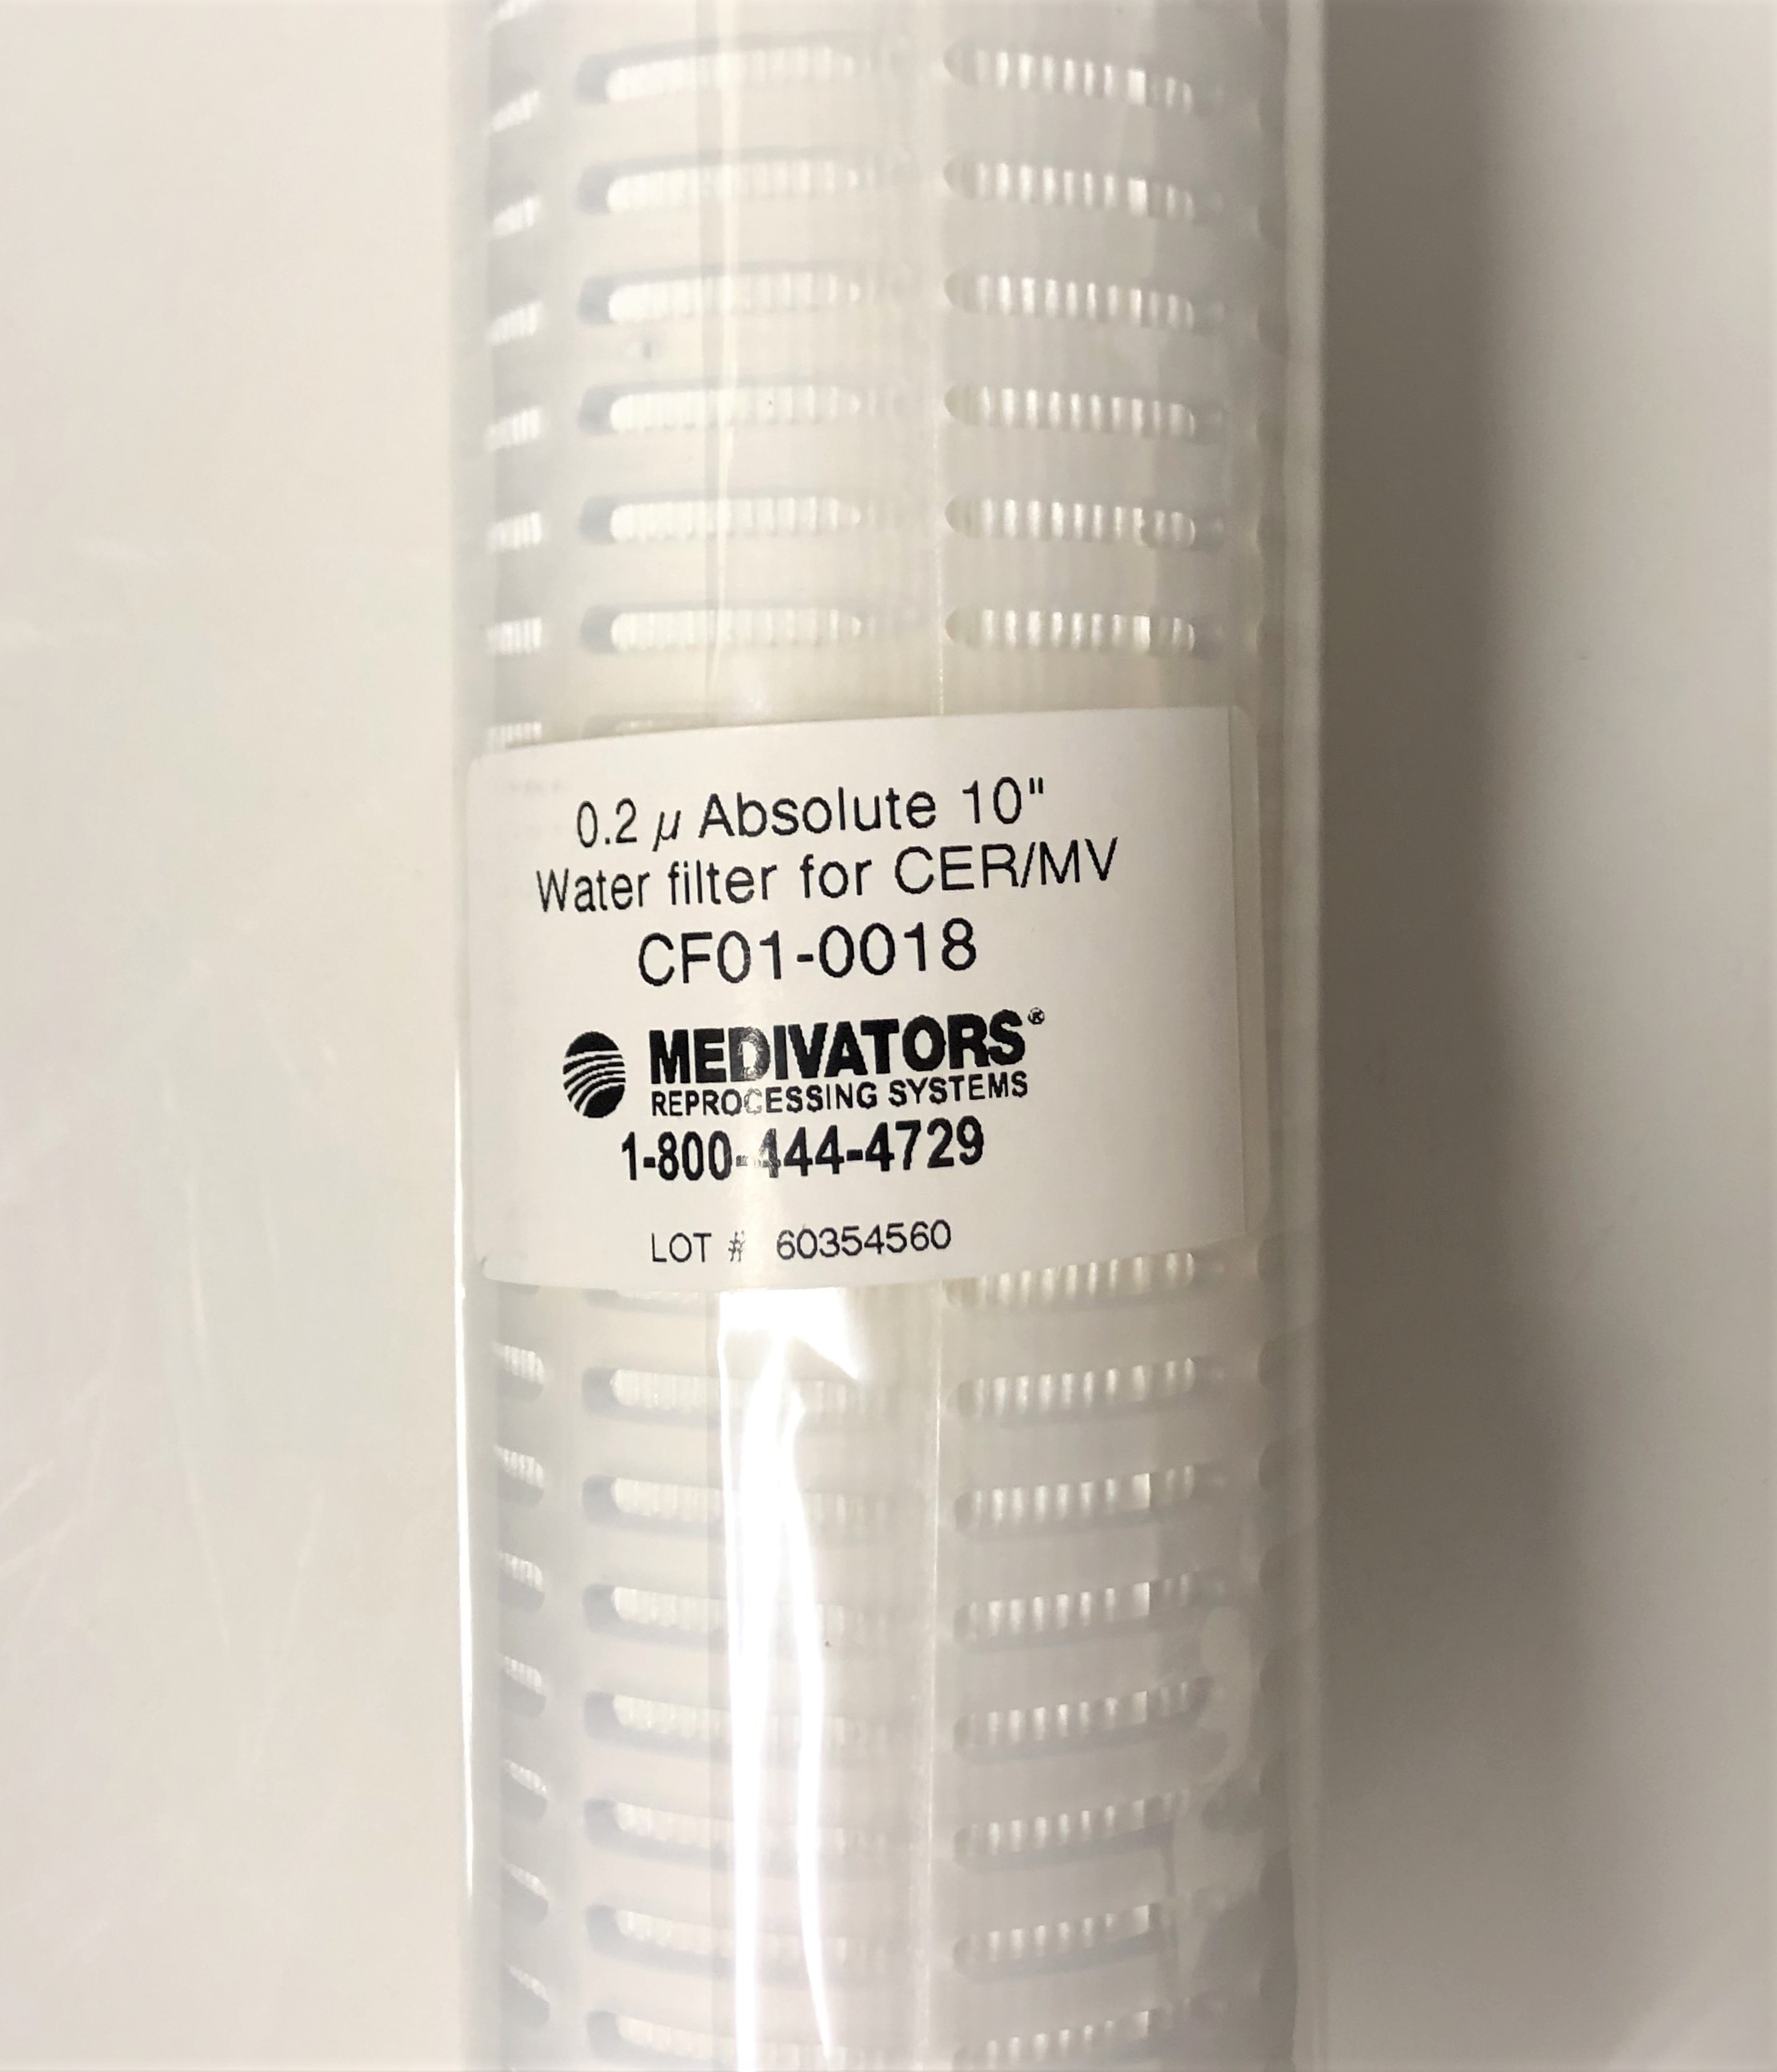 0.2 μ Absolute 10"
Water filter for CER/MV
CF01-0018
MEDIVATORS®
REPROCESSING SYSTEMS
1-800-444-4729
LOT # 60354560